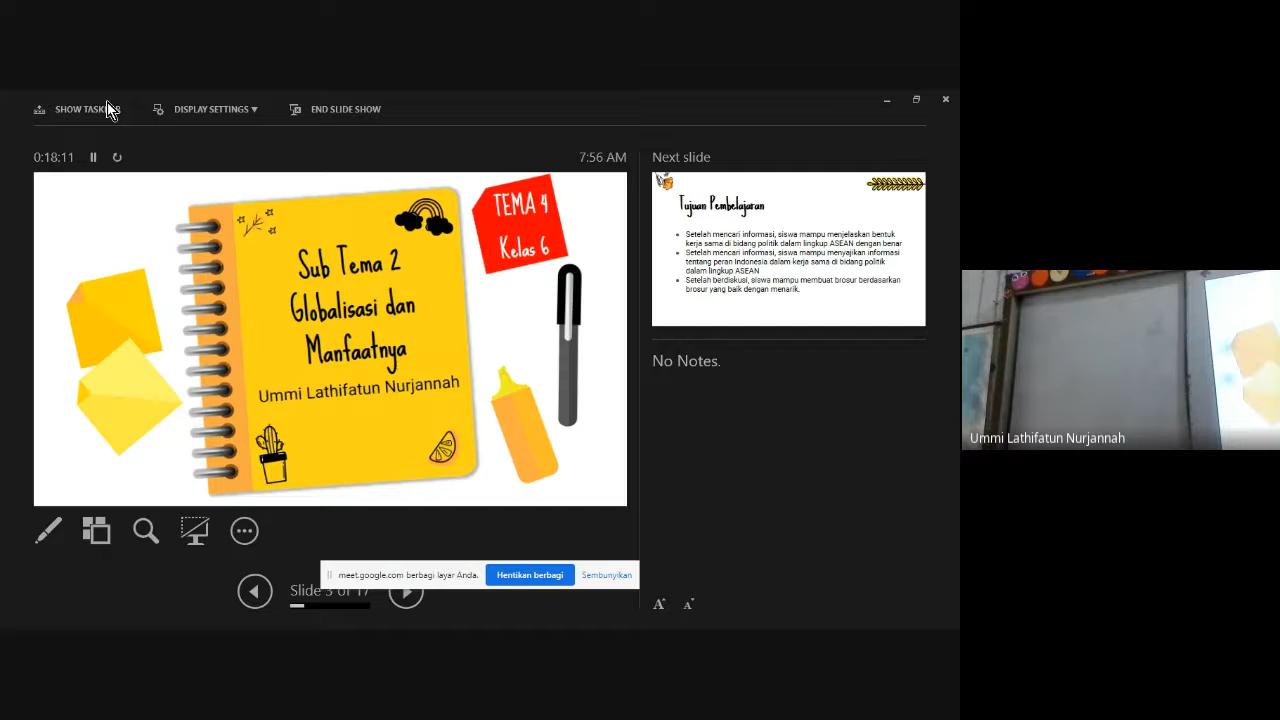 SHOW TASKBAR
DISPLAY SETTINGS
END SLIDE SHOW
0:18:11
7:56 AM
TEMA 4
Kelas 6
Sub Tema 2
Globalisasi dan
Manfaatnya
Ummi Lathifatun Nurjannah
Next slide
Tujuan Pembelajaran
Setelah mencari informasi, siswa mampu menjelaskan bentuk
kerja sama di bidang politik dalam lingkup ASEAN dengan benar
Setelah mencari informasi, siswa mampu menyajikan informasi
tentang peran Indonesia dalam kerja sama di bidang politik
dalam lingkup ASEAN
Setelah berdiskusi, siswa mampu membuat brosur berdasarkan
brosur yang baik dengan menarik.
No Notes.
meet.google.com berbagi layar Anda.
Hentikan berbagi
Sembunyikan
Slide 3 of 17
A
A
Ummi Lathifatun Nurjannah